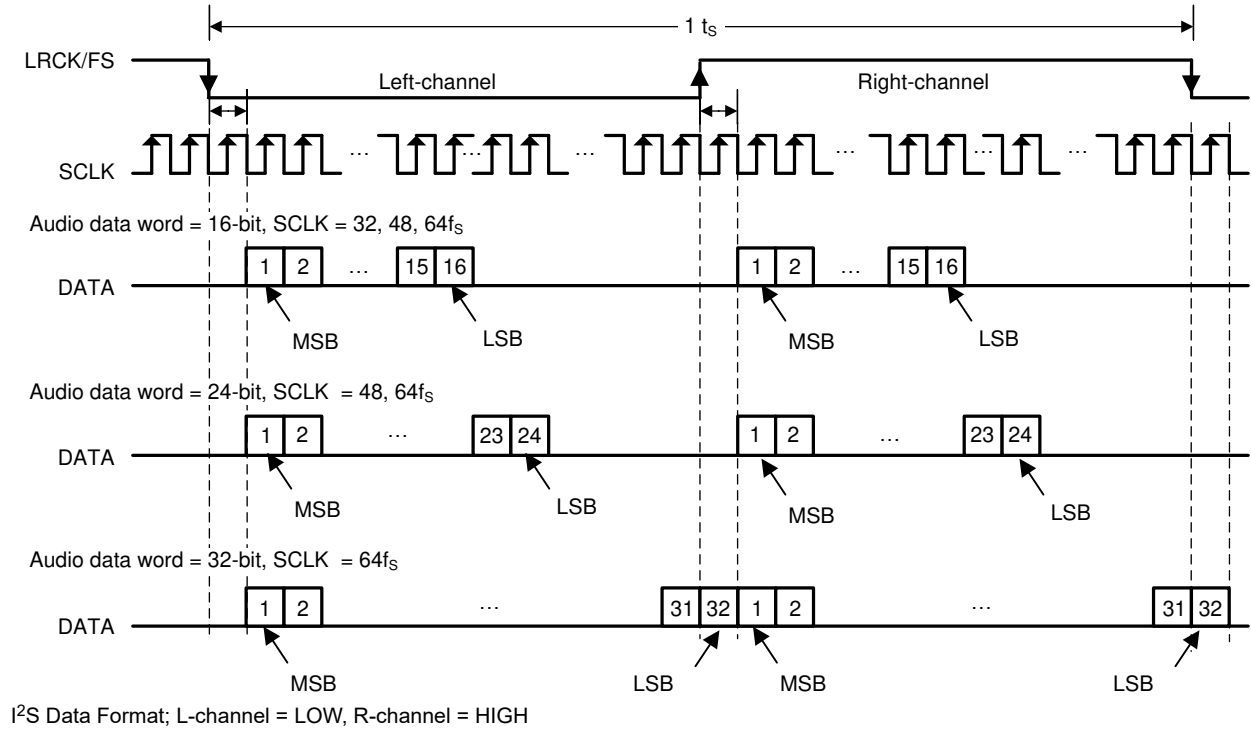 1 tS
LRCK/FS
Left-channel
Right-channel
SCLK
… … … … … …
Audio data word = 16-bit, SCLK = 32, 48, 64fS
DATA
1 2 … 15 16 1 2 … 15 16
MSB LSB MSB LSB
Audio data word = 24-bit, SCLK = 48, 64fS
DATA
1 2 … 23 24 1 2 … 23 24
MSB LSB MSB LSB
Audio data word = 32-bit, SCLK = 64fS
DATA
1 2 … 31 32 1 2 … 31 32
MSB LSB MSB LSB
I2S Data Format; L-channel = LOW, R-channel = HIGH